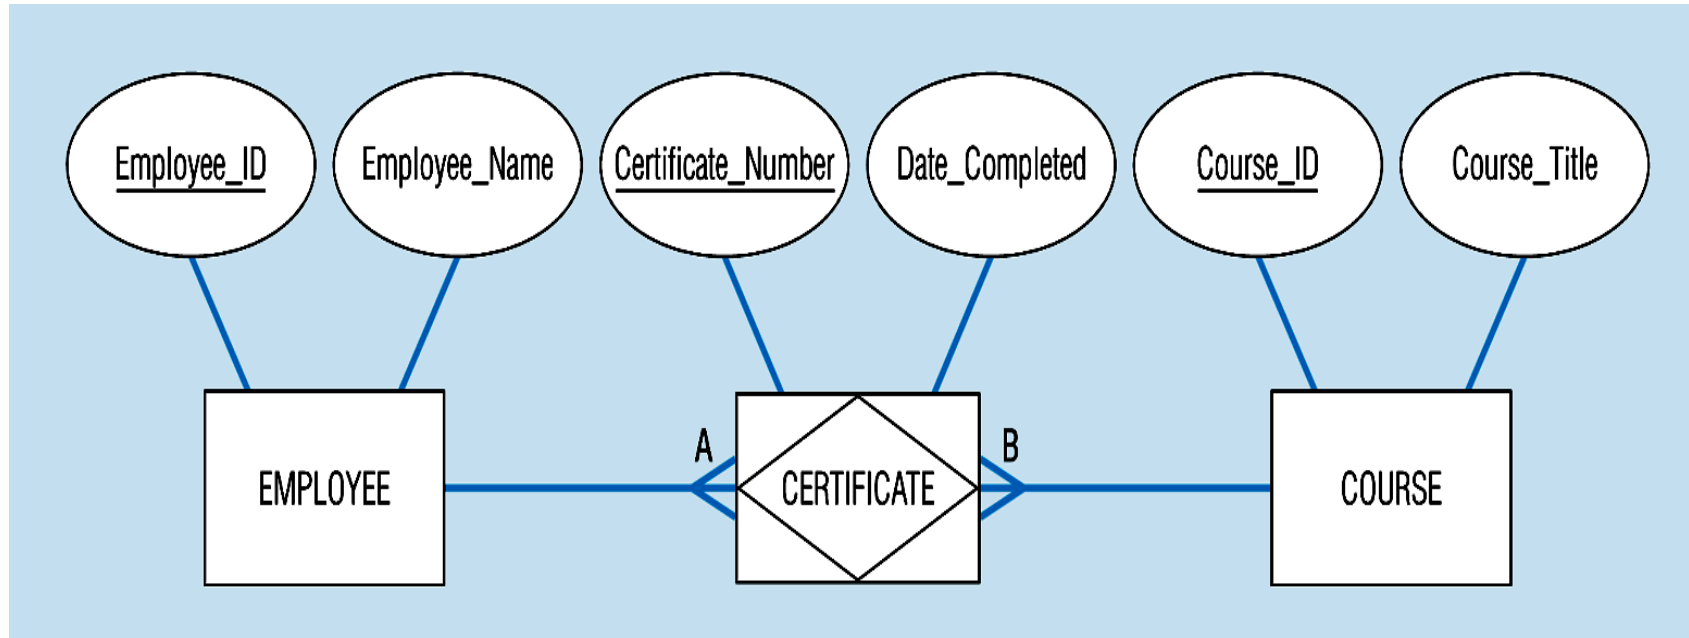 Employee_ID
Employee_Name
Certificate_Number
Date_Completed
Course_ID
Course_Title
A
B
EMPLOYEE
CERTIFICATE
COURSE